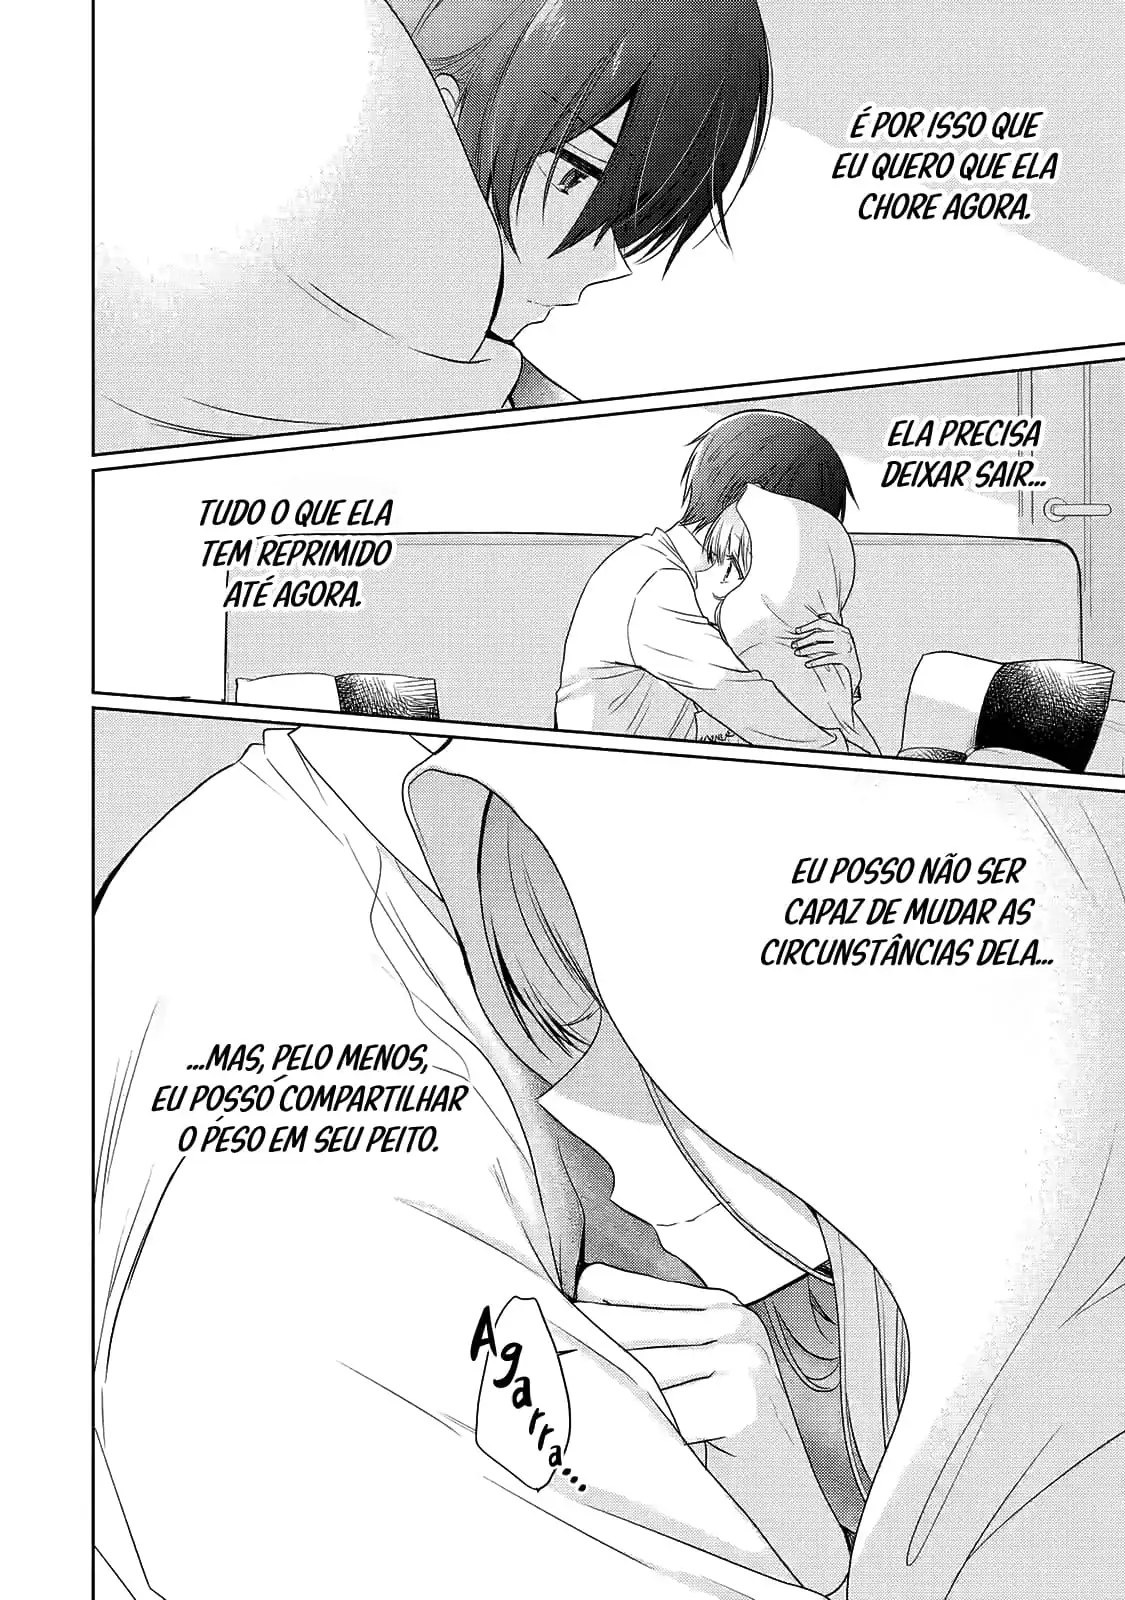 É POR ISSO QUE
EU QUERO QUE ELA
CHORE AGORA.
ELA PRECISA
DEIXAR SAIR...
TUDO O QUE ELA
TEM REPRIMIDO
ATÉ AGORA.
EU POSSO NÃO SER
CAPAZ DE MUDAR AS
CIRCUNSTÂNCIAS DELA...
...MAS, PELO MENOS,
EU POSSO COMPARTILHAR
O PESO EM SEU PEITO.
Agarra...